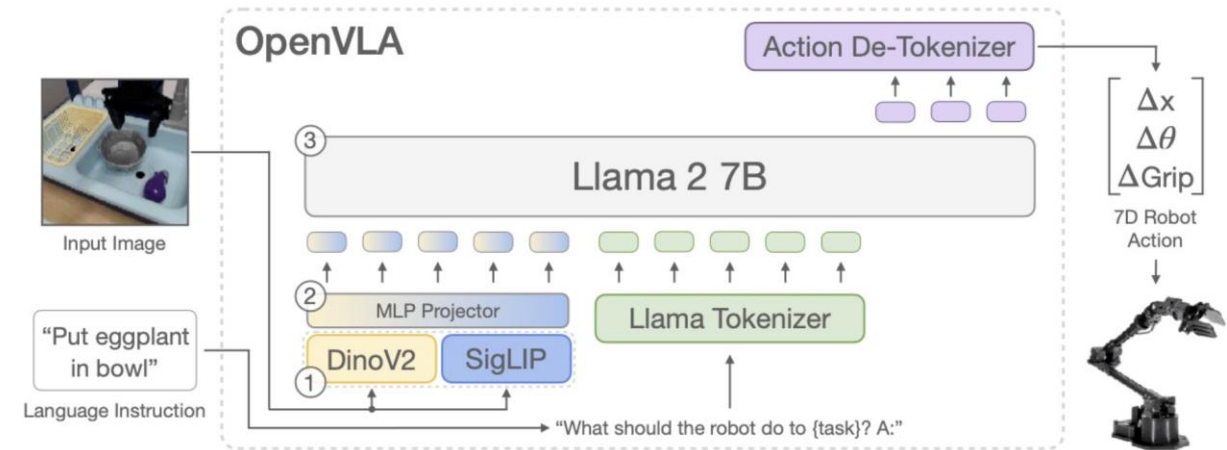 OpenVLA
Action De-Tokenizer
Δx
Δθ
ΔGrip
7D Robot
Action
3
Llama 2 7B
Input Image
2
MLP Projector
Llama Tokenizer
“Put eggplant
in bowl”
Language Instruction
1
DinoV2
SigLIP
“What should the robot do to {task}? A:”